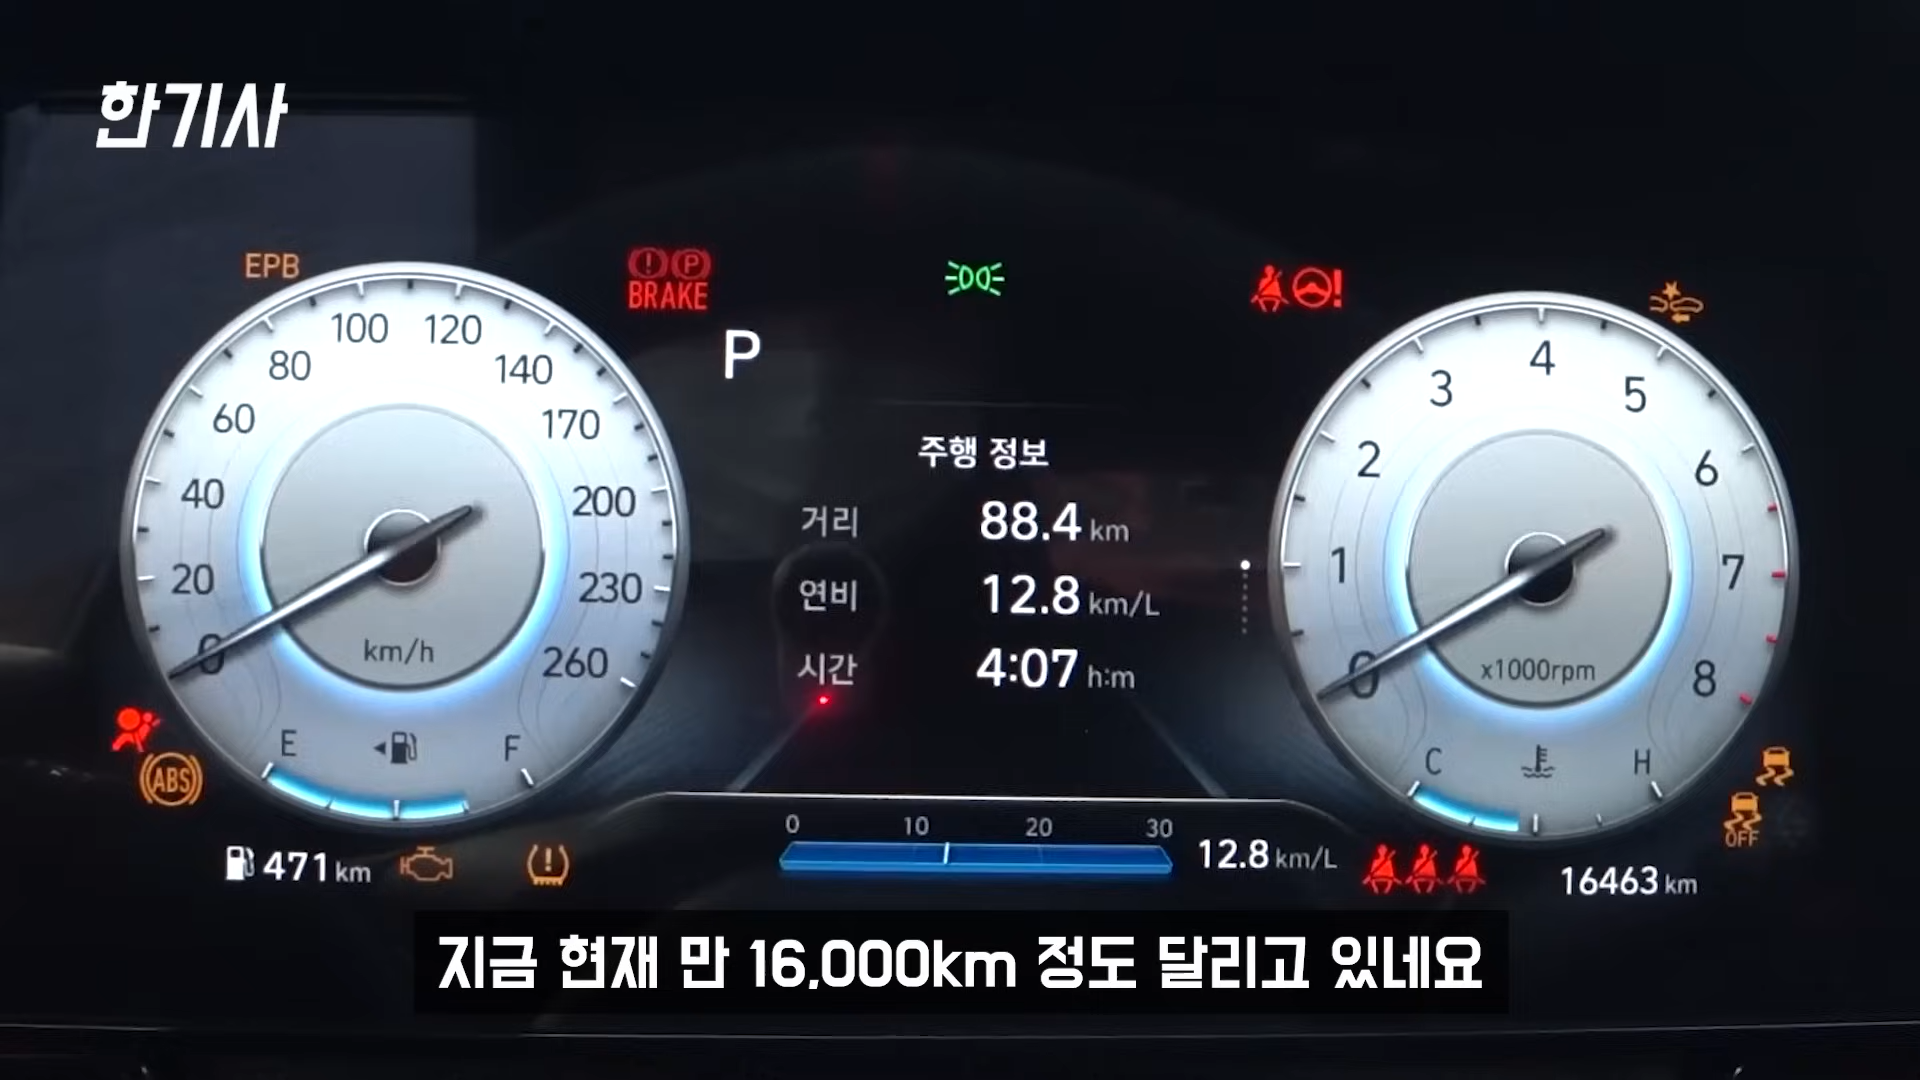 한기사
EPB
BRAKE
P
주행 정보
거리 88.4 km
연비 12.8 km/L
시간 4:07 h:m
0 20 40 60 80 100 120 140 170 200 230 260
km/h
E F
0 1 2 3 4 5 6 7 8
x1000rpm
C H
ABS
OFF
0 10 20 30
12.8 km/L
471 km
16463 km
지금 현재 만 16,000km 정도 달리고 있네요